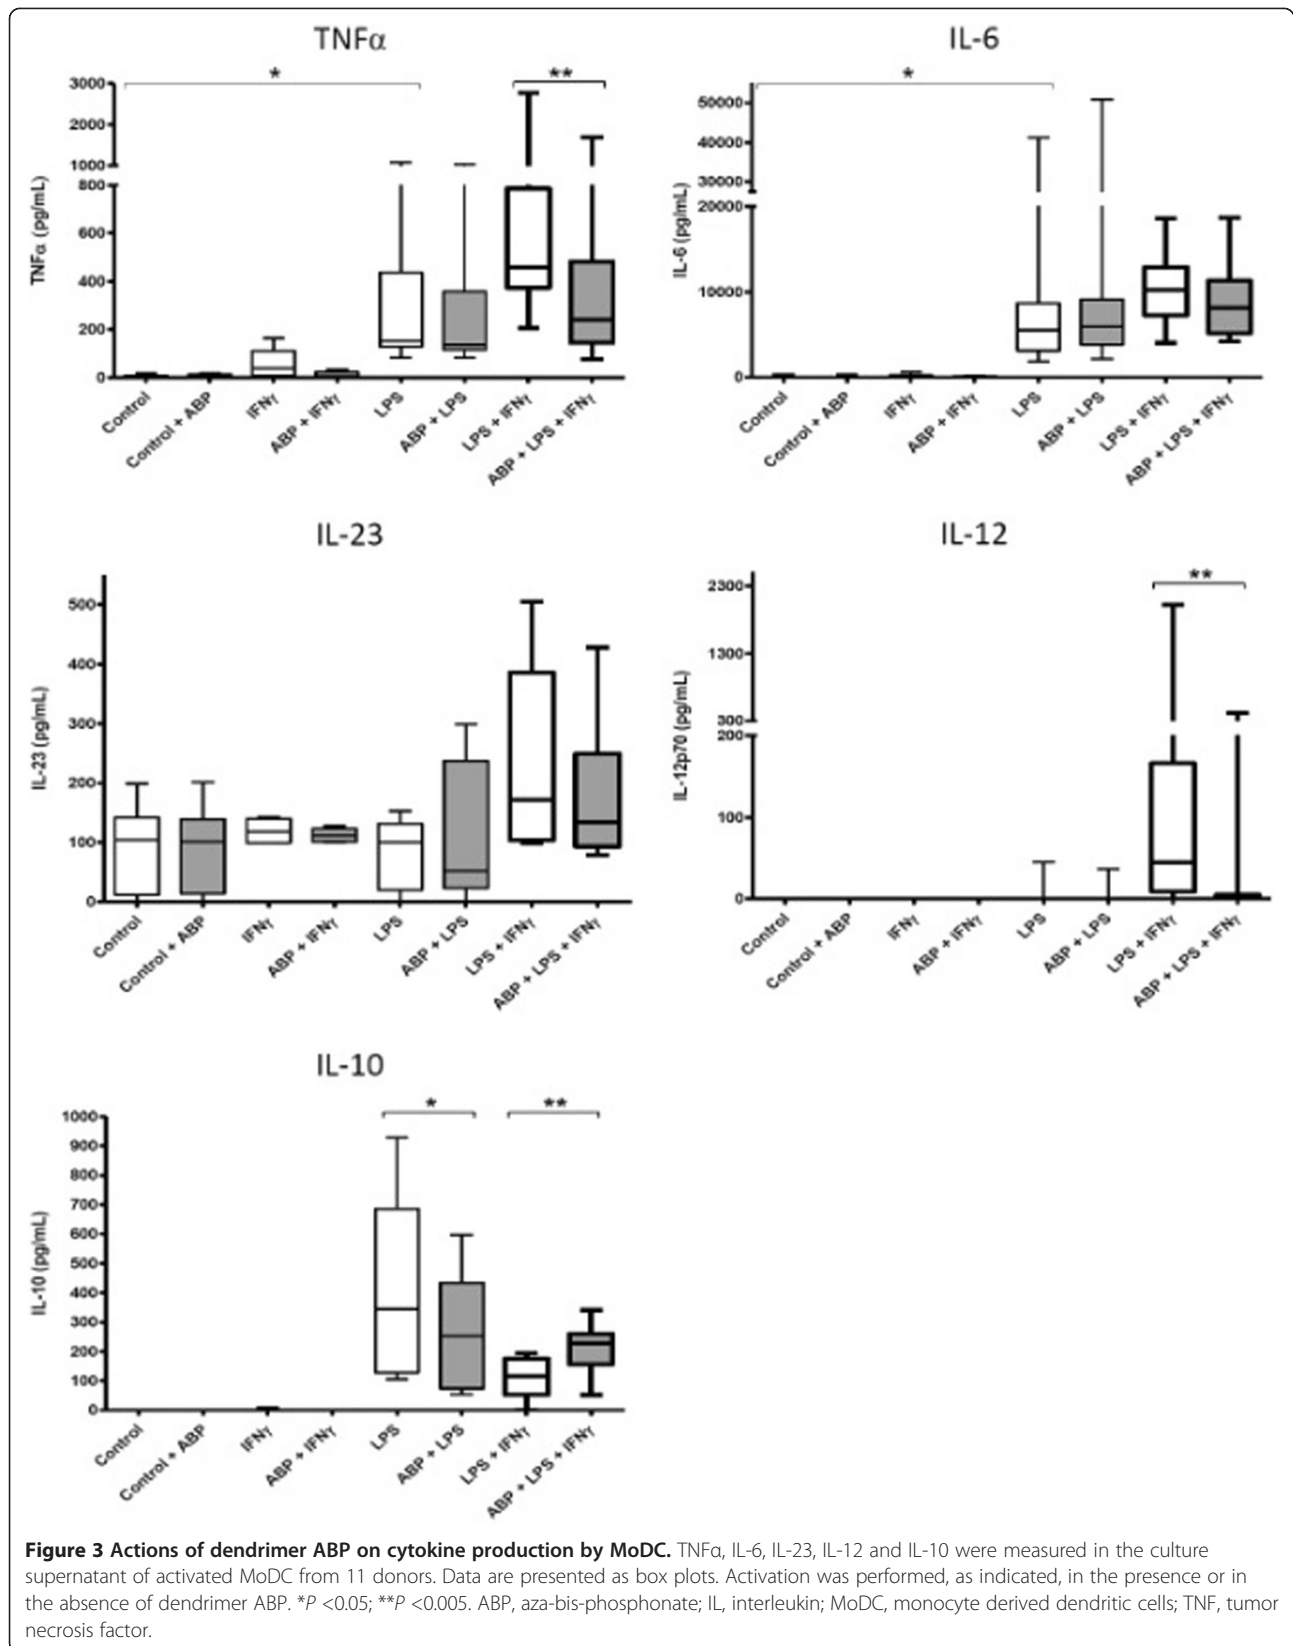 TNFα
*
**
3000
2000
1000
800
600
400
200
0
TNFα (pg/mL)
Control
Control + ABP
IFNγ
ABP + IFNγ
LPS
ABP + LPS
LPS + IFNγ
ABP + LPS + IFNγ
IL-6
*
50000
40000
30000
20000
10000
0
IL-6 (pg/mL)
Control
Control + ABP
IFNγ
ABP + IFNγ
LPS
ABP + LPS
LPS + IFNγ
ABP + LPS + IFNγ
IL-23
500
400
300
200
100
0
IL-23 (pg/mL)
Control
Control + ABP
IFNγ
ABP + IFNγ
LPS
ABP + LPS
LPS + IFNγ
ABP + LPS + IFNγ
IL-12
**
2300
1300
300
200
100
0
IL-12p70 (pg/mL)
Control
Control + ABP
IFNγ
ABP + IFNγ
LPS
ABP + LPS
LPS + IFNγ
ABP + LPS + IFNγ
IL-10
*
**
1000
900
800
700
600
500
400
300
200
100
0
IL-10 (pg/mL)
Control
Control + ABP
IFNγ
ABP + IFNγ
LPS
ABP + LPS
LPS + IFNγ
ABP + LPS + IFNγ
Figure 3 Actions of dendrimer ABP on cytokine production by MoDC. TNFα, IL-6, IL-23, IL-12 and IL-10 were measured in the culture
supernatant of activated MoDC from 11 donors. Data are presented as box plots. Activation was performed, as indicated, in the presence or in
the absence of dendrimer ABP. *P <0.05; **P <0.005. ABP, aza-bis-phosphonate; IL, interleukin; MoDC, monocyte derived dendritic cells; TNF, tumor
necrosis factor.